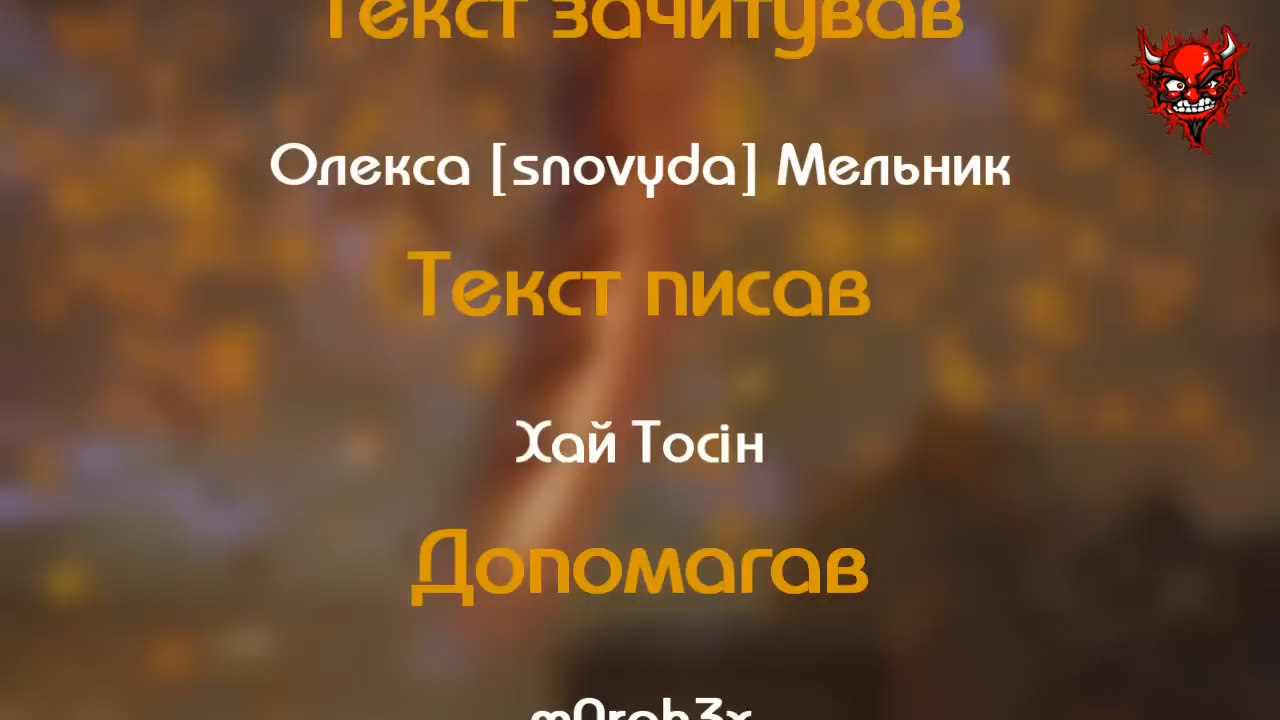 Текст зачитував
Олекса [snovyda] Мельник
Текст писав
Хай Тосін
Допомагав